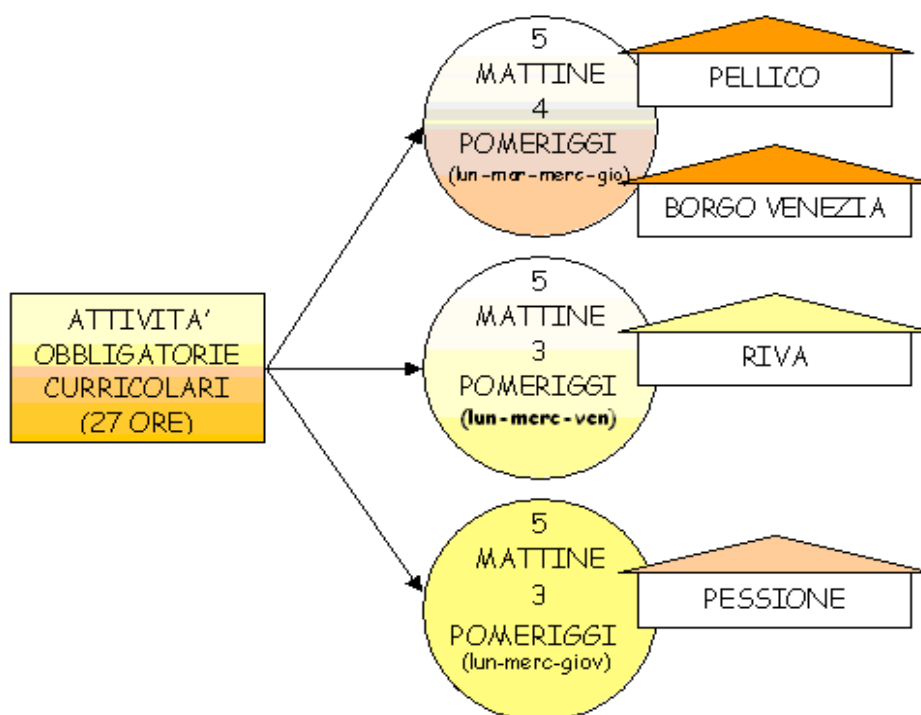 ATTIVITA'
OBBLIGATORIE
CURRICOLARI
(27 ORE)
5
MATTINE
4
POMERIGGI
(lun-mar-merc-gio)
PELLICO
BORGO VENEZIA
5
MATTINE
3
POMERIGGI
(lun-merc-ven)
RIVA
5
MATTINE
3
POMERIGGI
(lun-merc-giov)
PESSIONE